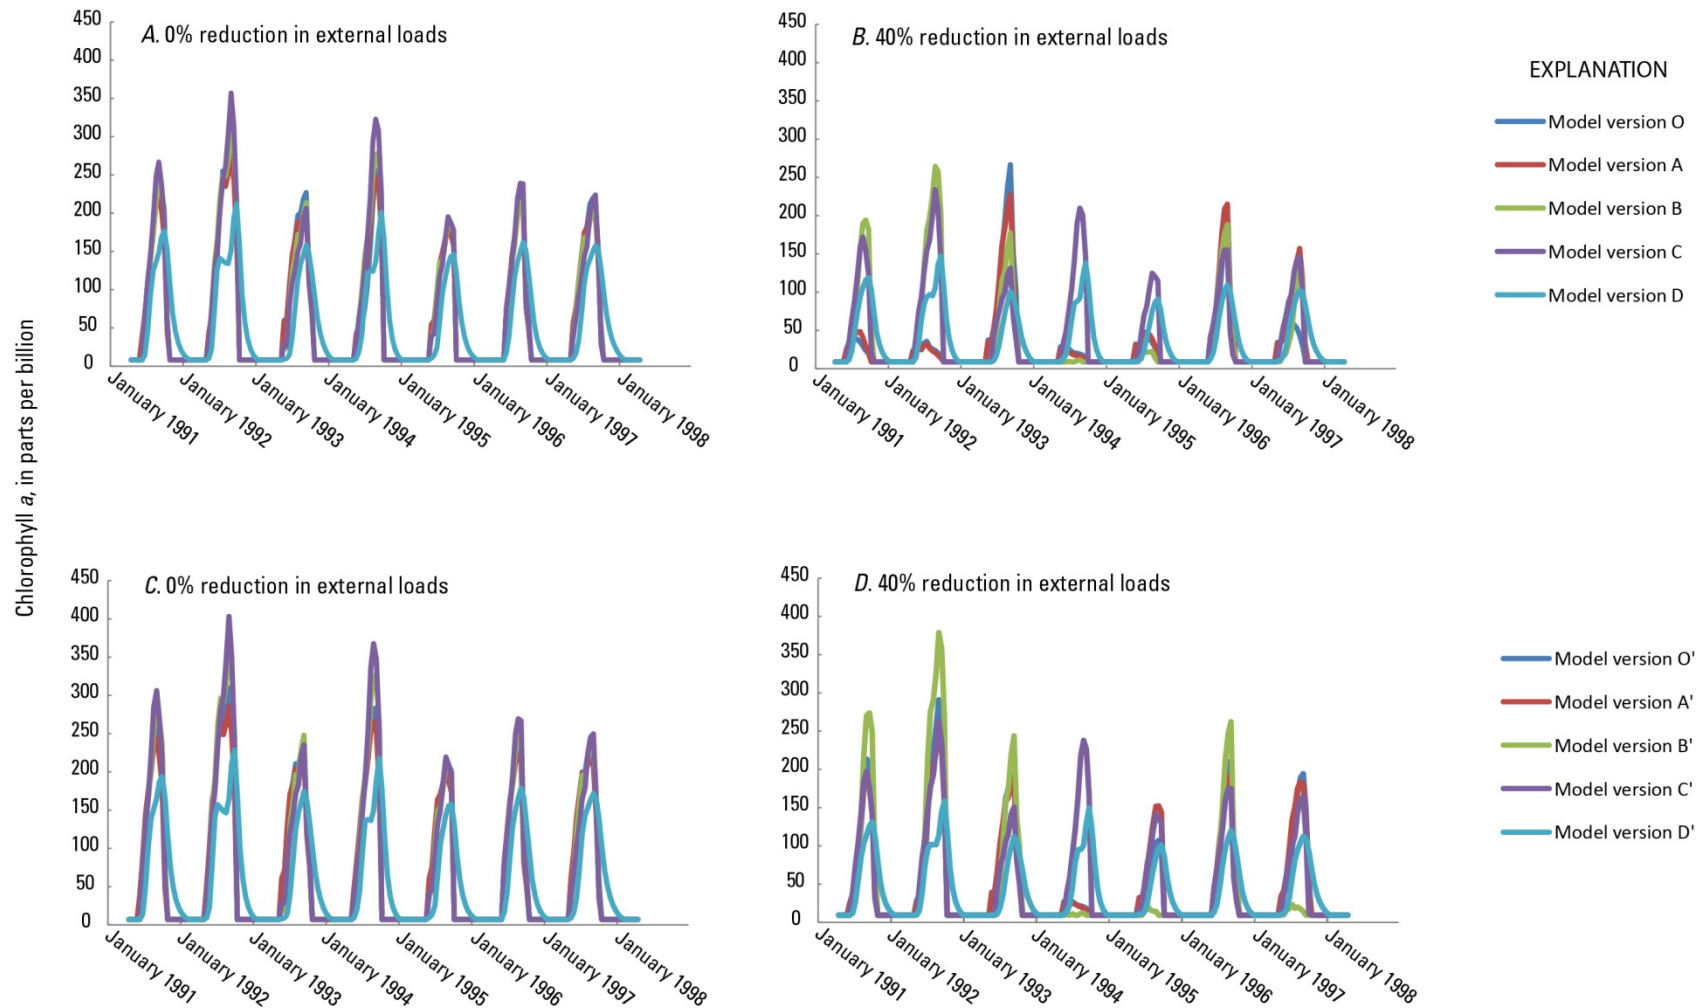 Chlorophyll a, in parts per billion
A. 0% reduction in external loads
450
400
350
300
250
200
150
100
50
0
January 1991
January 1992
January 1993
January 1994
January 1995
January 1996
January 1997
January 1998
B. 40% reduction in external loads
450
400
350
300
250
200
150
100
50
0
January 1991
January 1992
January 1993
January 1994
January 1995
January 1996
January 1997
January 1998
EXPLANATION
Model version O
Model version A
Model version B
Model version C
Model version D
C. 0% reduction in external loads
450
400
350
300
250
200
150
100
50
0
January 1991
January 1992
January 1993
January 1994
January 1995
January 1996
January 1997
January 1998
D. 40% reduction in external loads
450
400
350
300
250
200
150
100
50
0
January 1991
January 1992
January 1993
January 1994
January 1995
January 1996
January 1997
January 1998
Model version O'
Model version A'
Model version B'
Model version C'
Model version D'